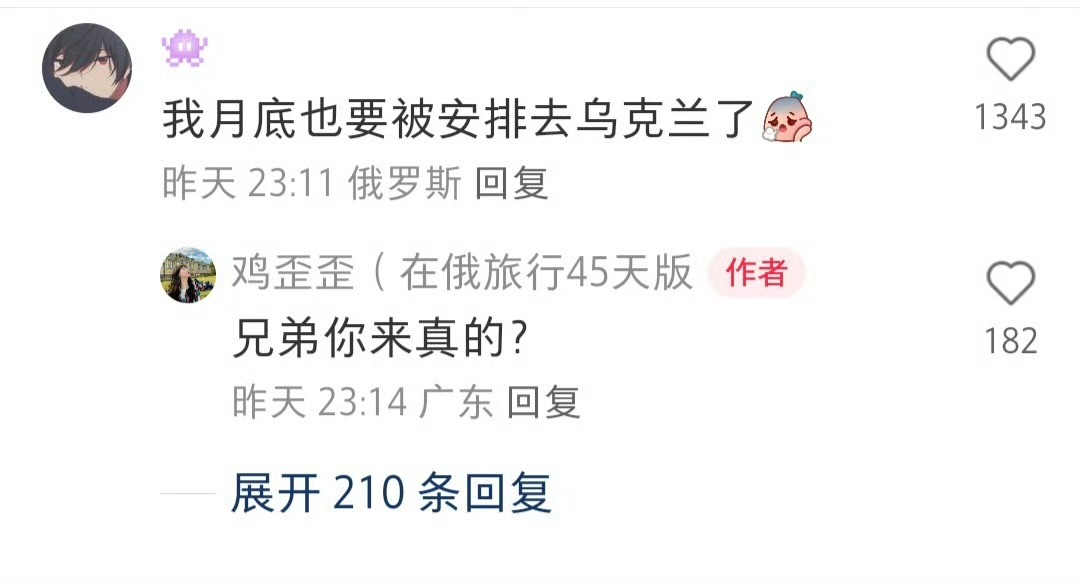 我月底也要被安排去乌克兰了
1343
昨天 23:11 俄罗斯 回复
鸡歪歪（在俄旅行45天版 作者
兄弟你来真的?
182
昨天 23:14 广东 回复
展开 210 条回复